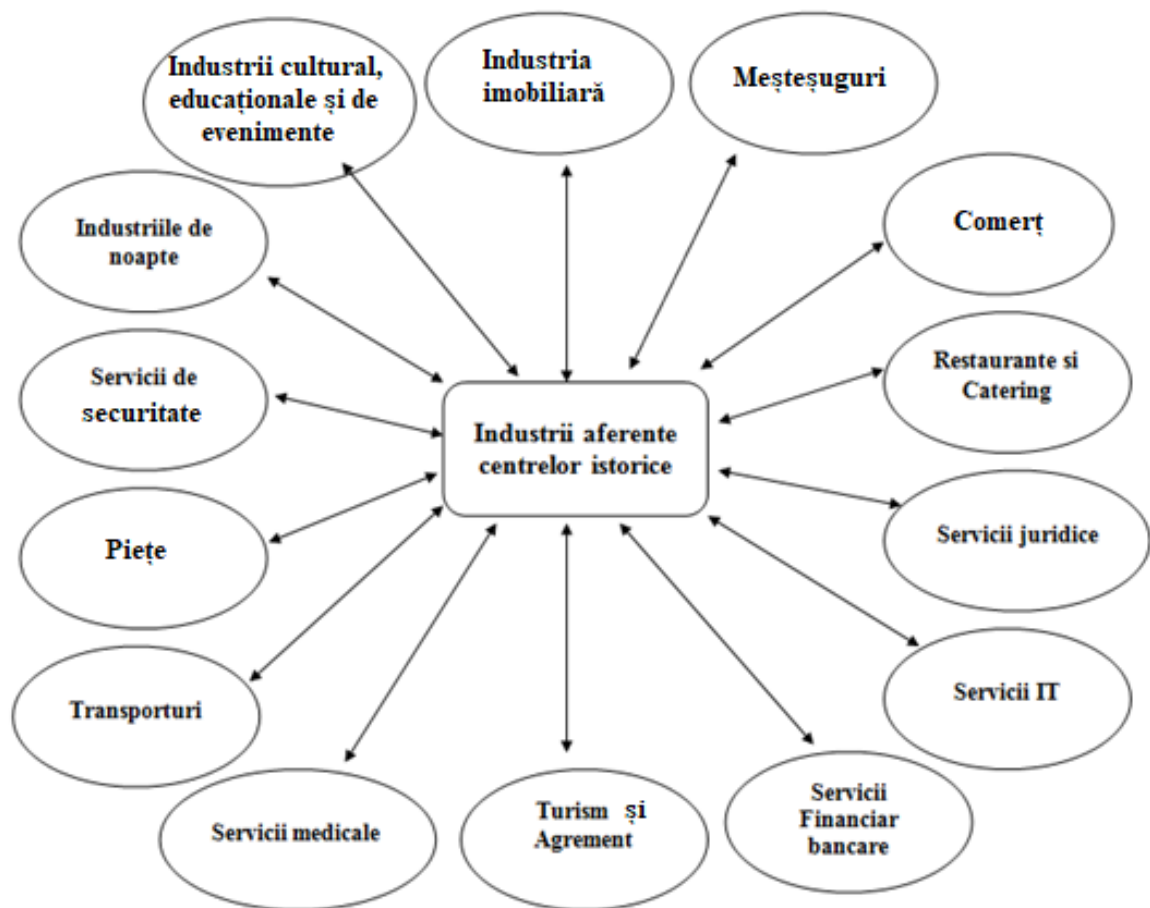 Industrii cultural,
educaționale și de
evenimente
Industria
imobiliară
Meșteșuguri
Industriile de
noapte
Comerț
Servicii de
securitate
Restaurante si
Catering
Industrii aferente
centrelor istorice
Piețe
Servicii juridice
Transporturi
Servicii IT
Servicii medicale
Turism și
Agrement
Servicii
Financiar
bancare